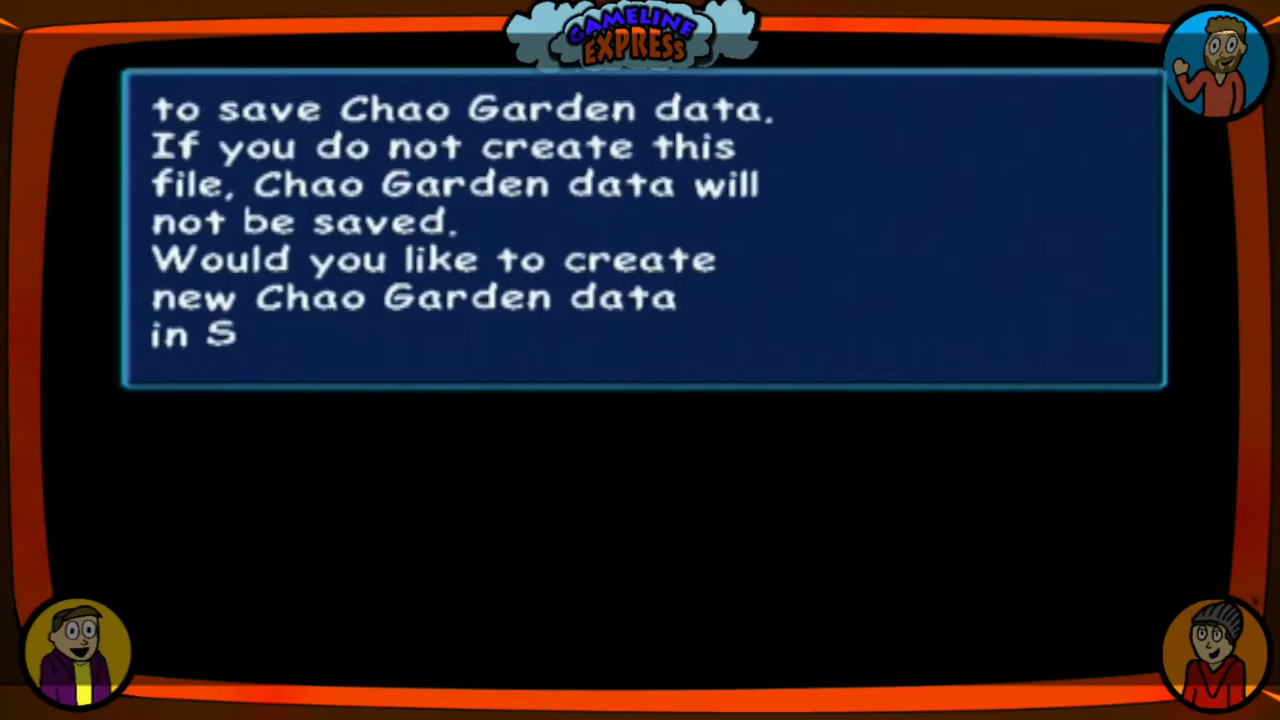 GAMELINE
EXPRESS
to save Chao Garden data.
If you do not create this
file, Chao Garden data will
not be saved.
Would you like to create
new Chao Garden data
in S